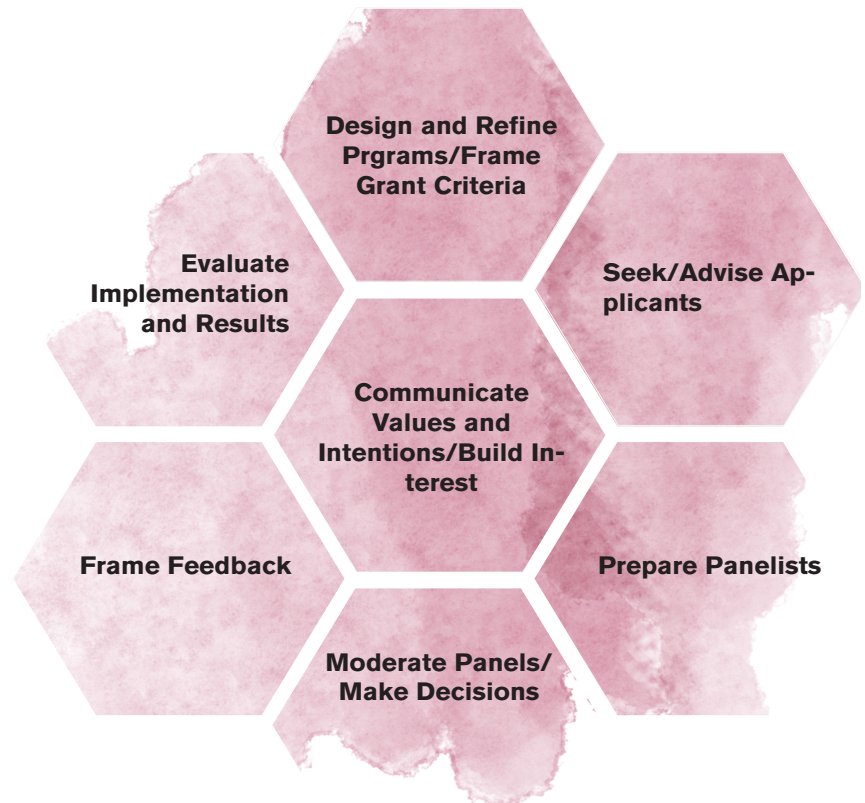 Design and Refine
Prgrams/Frame
Grant Criteria
Evaluate
Implementation
and Results
Seek/Advise Ap-
plicants
Communicate
Values and
Intentions/Build In-
terest
Frame Feedback
Prepare Panelists
Moderate Panels/
Make Decisions